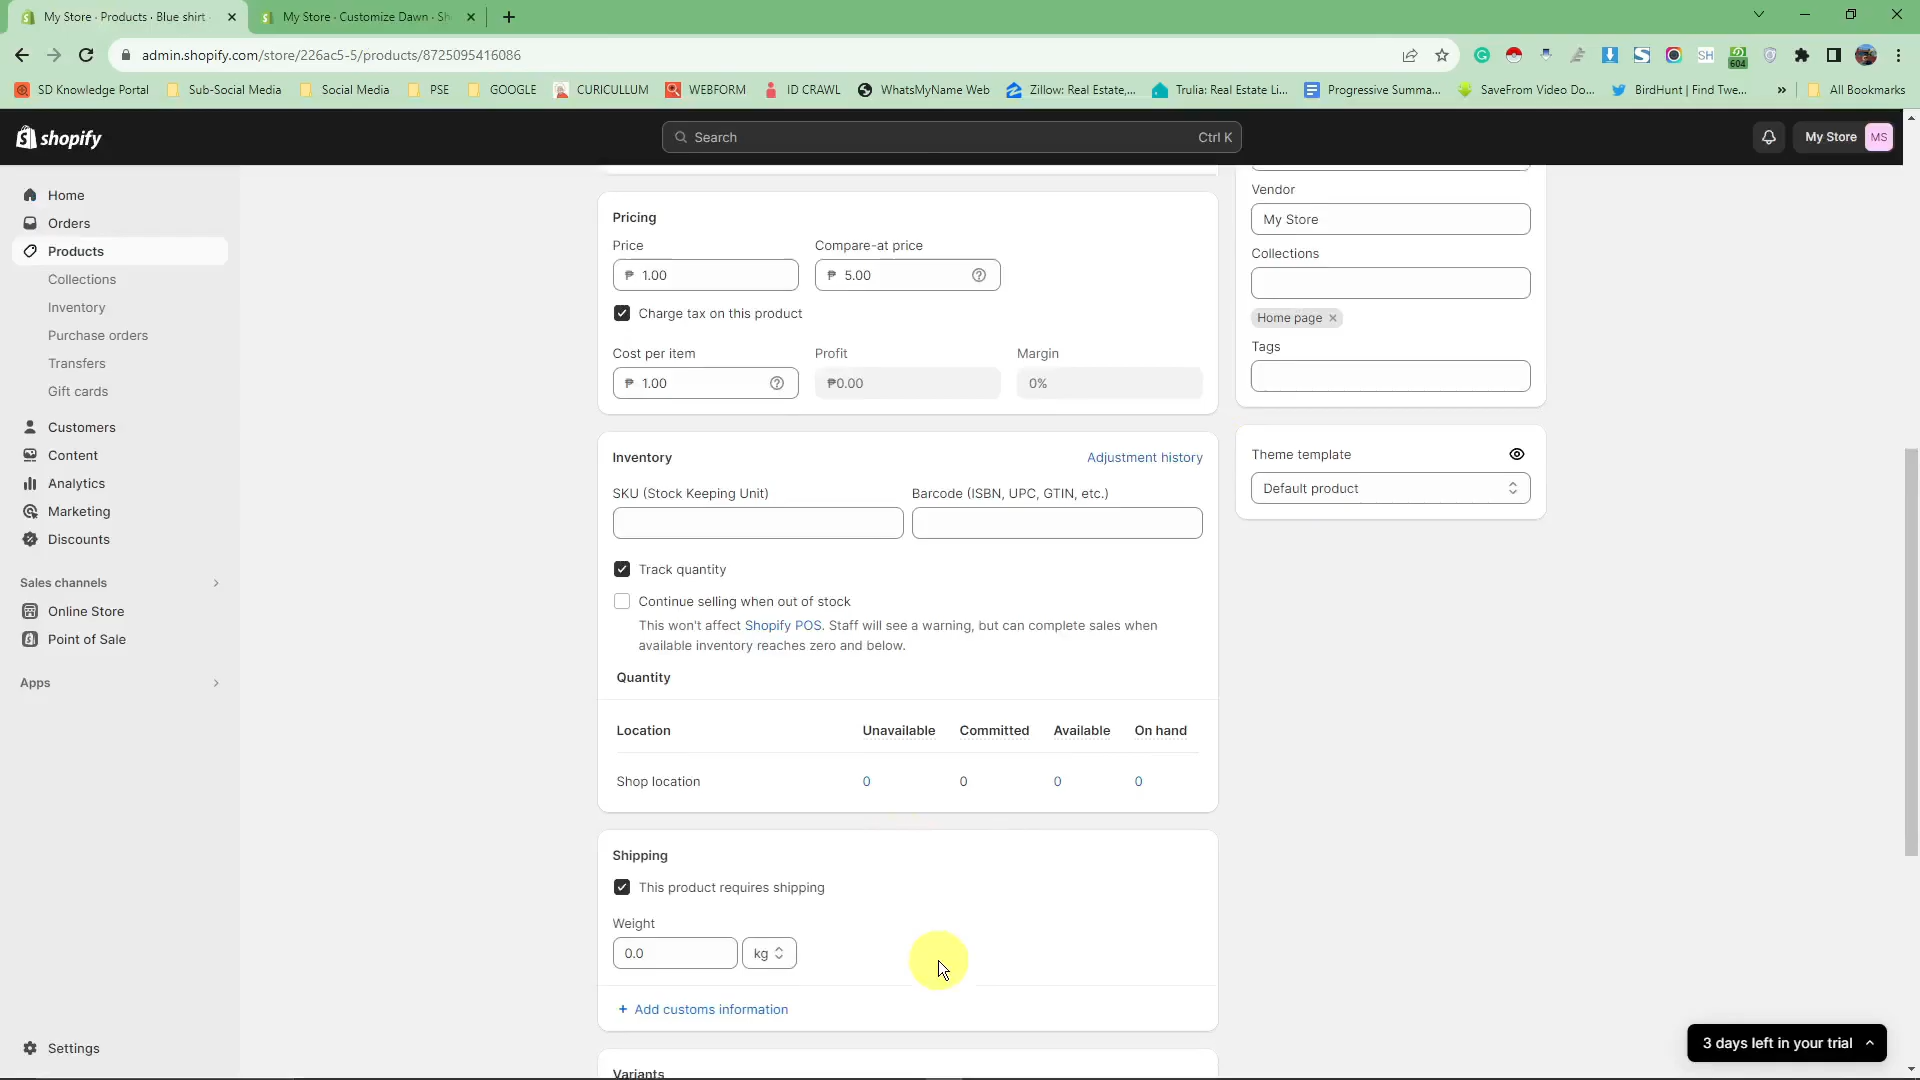 My Store · Products · Blue shirt
My Store · Customize Dawn · Sh
admin.shopify.com/store/226ac5-5/products/8725095416086
SH
604
SD Knowledge Portal
Sub-Social Media
Social Media
PSE
GOOGLE
CURICULLUM
WEBFORM
ID CRAWL
WhatsMyName Web
Zillow: Real Estate,...
Trulia: Real Estate Li...
Progressive Summa...
SaveFrom Video Do...
BirdHunt | Find Twe...
»
All Bookmarks
shopify
Search
Ctrl K
My Store
MS
Home
Orders
Products
Collections
Inventory
Purchase orders
Transfers
Gift cards
Customers
Content
Analytics
Marketing
Discounts
Sales channels
Online Store
Point of Sale
Apps
Settings
Pricing
Price
Compare-at price
₱ 1.00
₱ 5.00
Charge tax on this product
Cost per item
Profit
Margin
₱ 1.00
₱0.00
0%
Inventory
Adjustment history
SKU (Stock Keeping Unit)
Barcode (ISBN, UPC, GTIN, etc.)
Track quantity
Continue selling when out of stock
This won't affect Shopify POS. Staff will see a warning, but can complete sales when
available inventory reaches zero and below.
Quantity
Location
Unavailable
Committed
Available
On hand
Shop location
0
0
0
0
Shipping
This product requires shipping
Weight
0.0
kg
+ Add customs information
Variants
Vendor
My Store
Collections
Home page ×
Tags
Theme template
Default product
3 days left in your trial